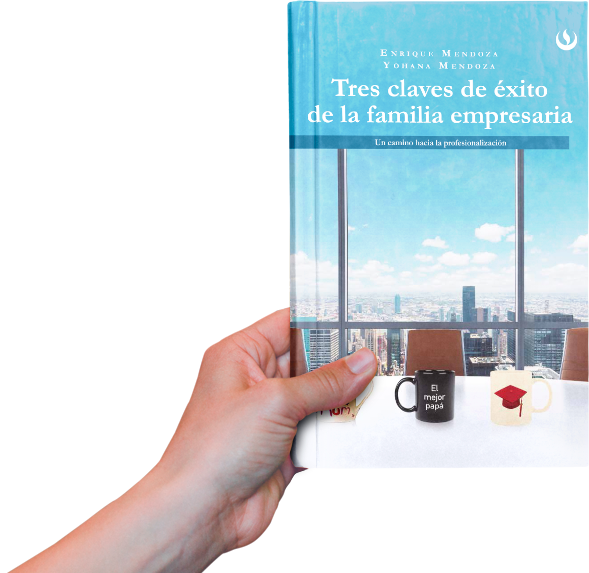 ENRIQUE MENDOZA
YOHANA MENDOZA
Tres claves de éxito
de la familia empresaria
Un camino hacia la profesionalización
El
mejor
papá
Mum